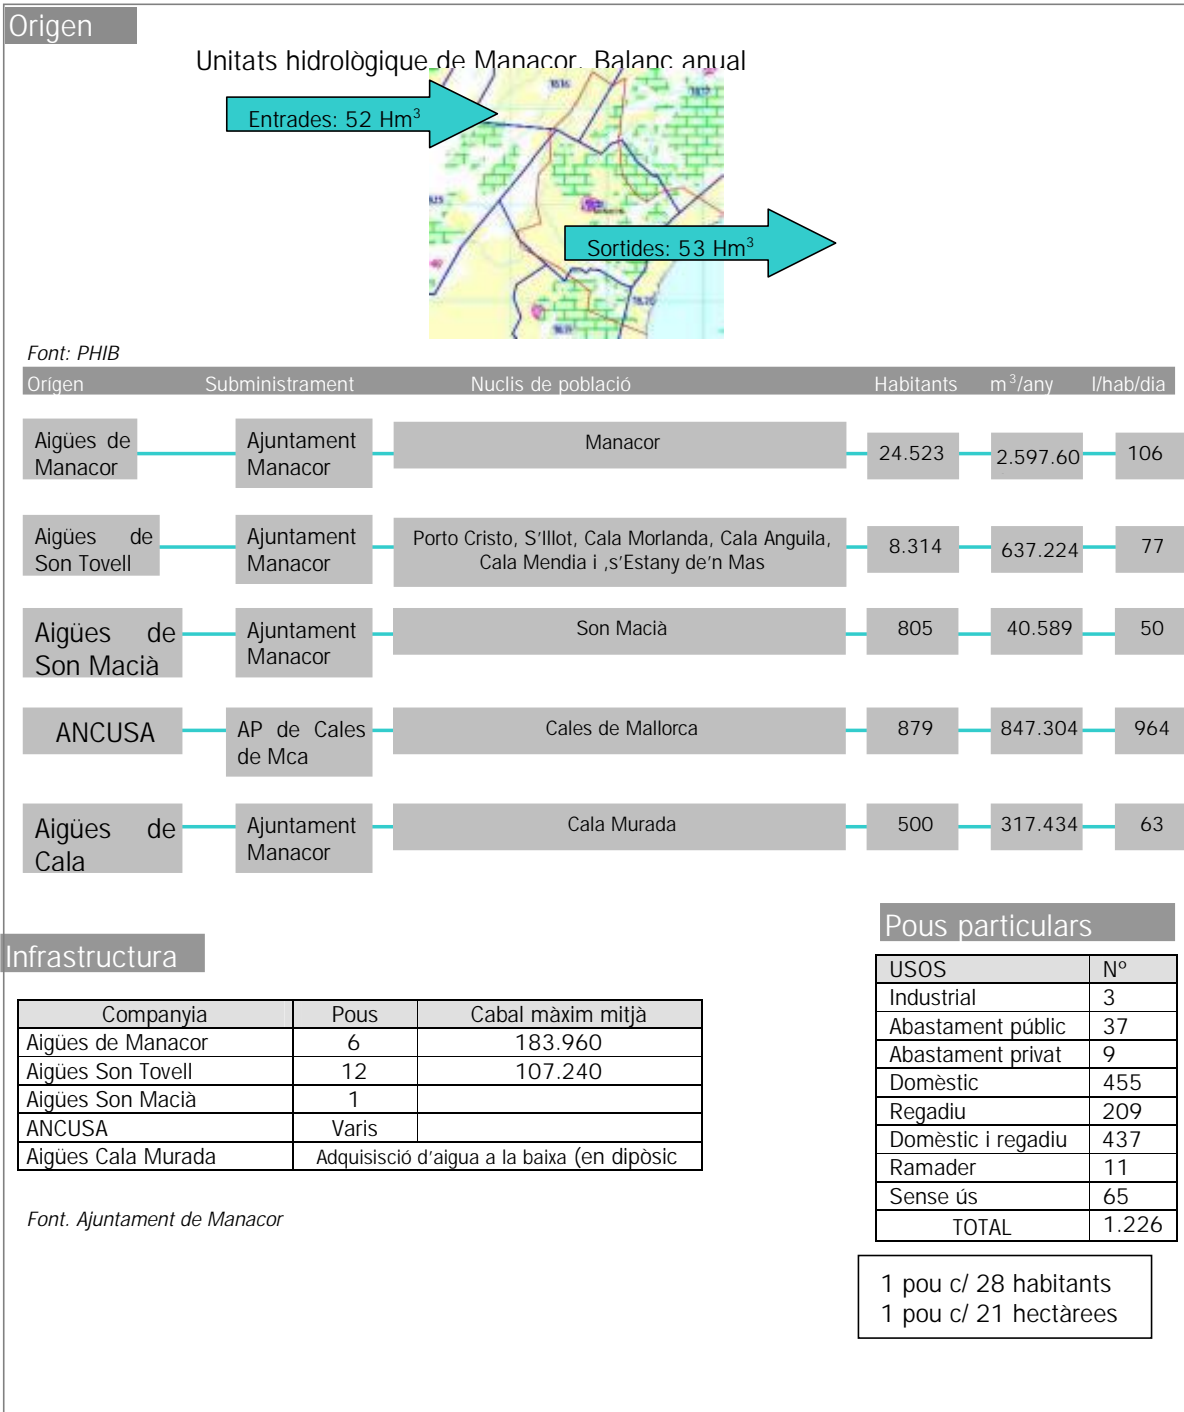 Origen
Unitats hidrològique de Manacor. Balanç anual
Entrades: 52 Hm³
Sortides: 53 Hm³
18.16
18.17
18.20
Font: PHIB
Orígen Subministrament Nuclis de població Habitants m³/any l/hab/dia
Aigües de Manacor
Ajuntament Manacor
Manacor
24.523 2.597.60 106
Aigües de Son Tovell
Ajuntament Manacor
Porto Cristo, S'Illot, Cala Morlanda, Cala Anguila,
Cala Mendia i ,s'Estany de'n Mas
8.314 637.224 77
Aigües de Son Macià
Ajuntament Manacor
Son Macià
805 40.589 50
ANCUSA
AP de Cales de Mca
Cales de Mallorca
879 847.304 964
Aigües de Cala
Ajuntament Manacor
Cala Murada
500 317.434 63
Infrastructura
Companyia Pous Cabal màxim mitjà
Aigües de Manacor 6 183.960
Aigües Son Tovell 12 107.240
Aigües Son Macià 1
ANCUSA Varis
Aigües Cala Murada Adquisisció d'aigua a la baixa (en dipòsic
Font. Ajuntament de Manacor
Pous particulars
USOS Nº
Industrial 3
Abastament públic 37
Abastament privat 9
Domèstic 455
Regadiu 209
Domèstic i regadiu 437
Ramader 11
Sense ús 65
TOTAL 1.226
1 pou c/ 28 habitants
1 pou c/ 21 hectàrees